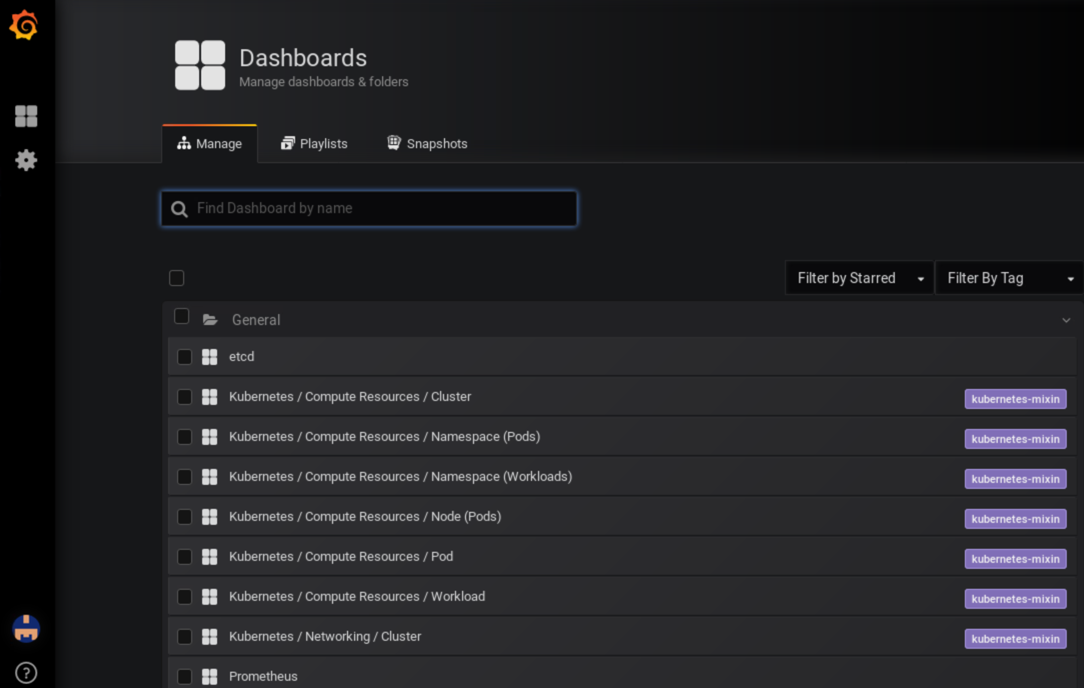 Dashboards
Manage dashboards & folders
Manage
Playlists
Snapshots
Find Dashboard by name
Filter by Starred
Filter By Tag
General
etcd
Kubernetes / Compute Resources / Cluster kubernetes-mixin
Kubernetes / Compute Resources / Namespace (Pods) kubernetes-mixin
Kubernetes / Compute Resources / Namespace (Workloads) kubernetes-mixin
Kubernetes / Compute Resources / Node (Pods) kubernetes-mixin
Kubernetes / Compute Resources / Pod kubernetes-mixin
Kubernetes / Compute Resources / Workload kubernetes-mixin
Kubernetes / Networking / Cluster kubernetes-mixin
Prometheus